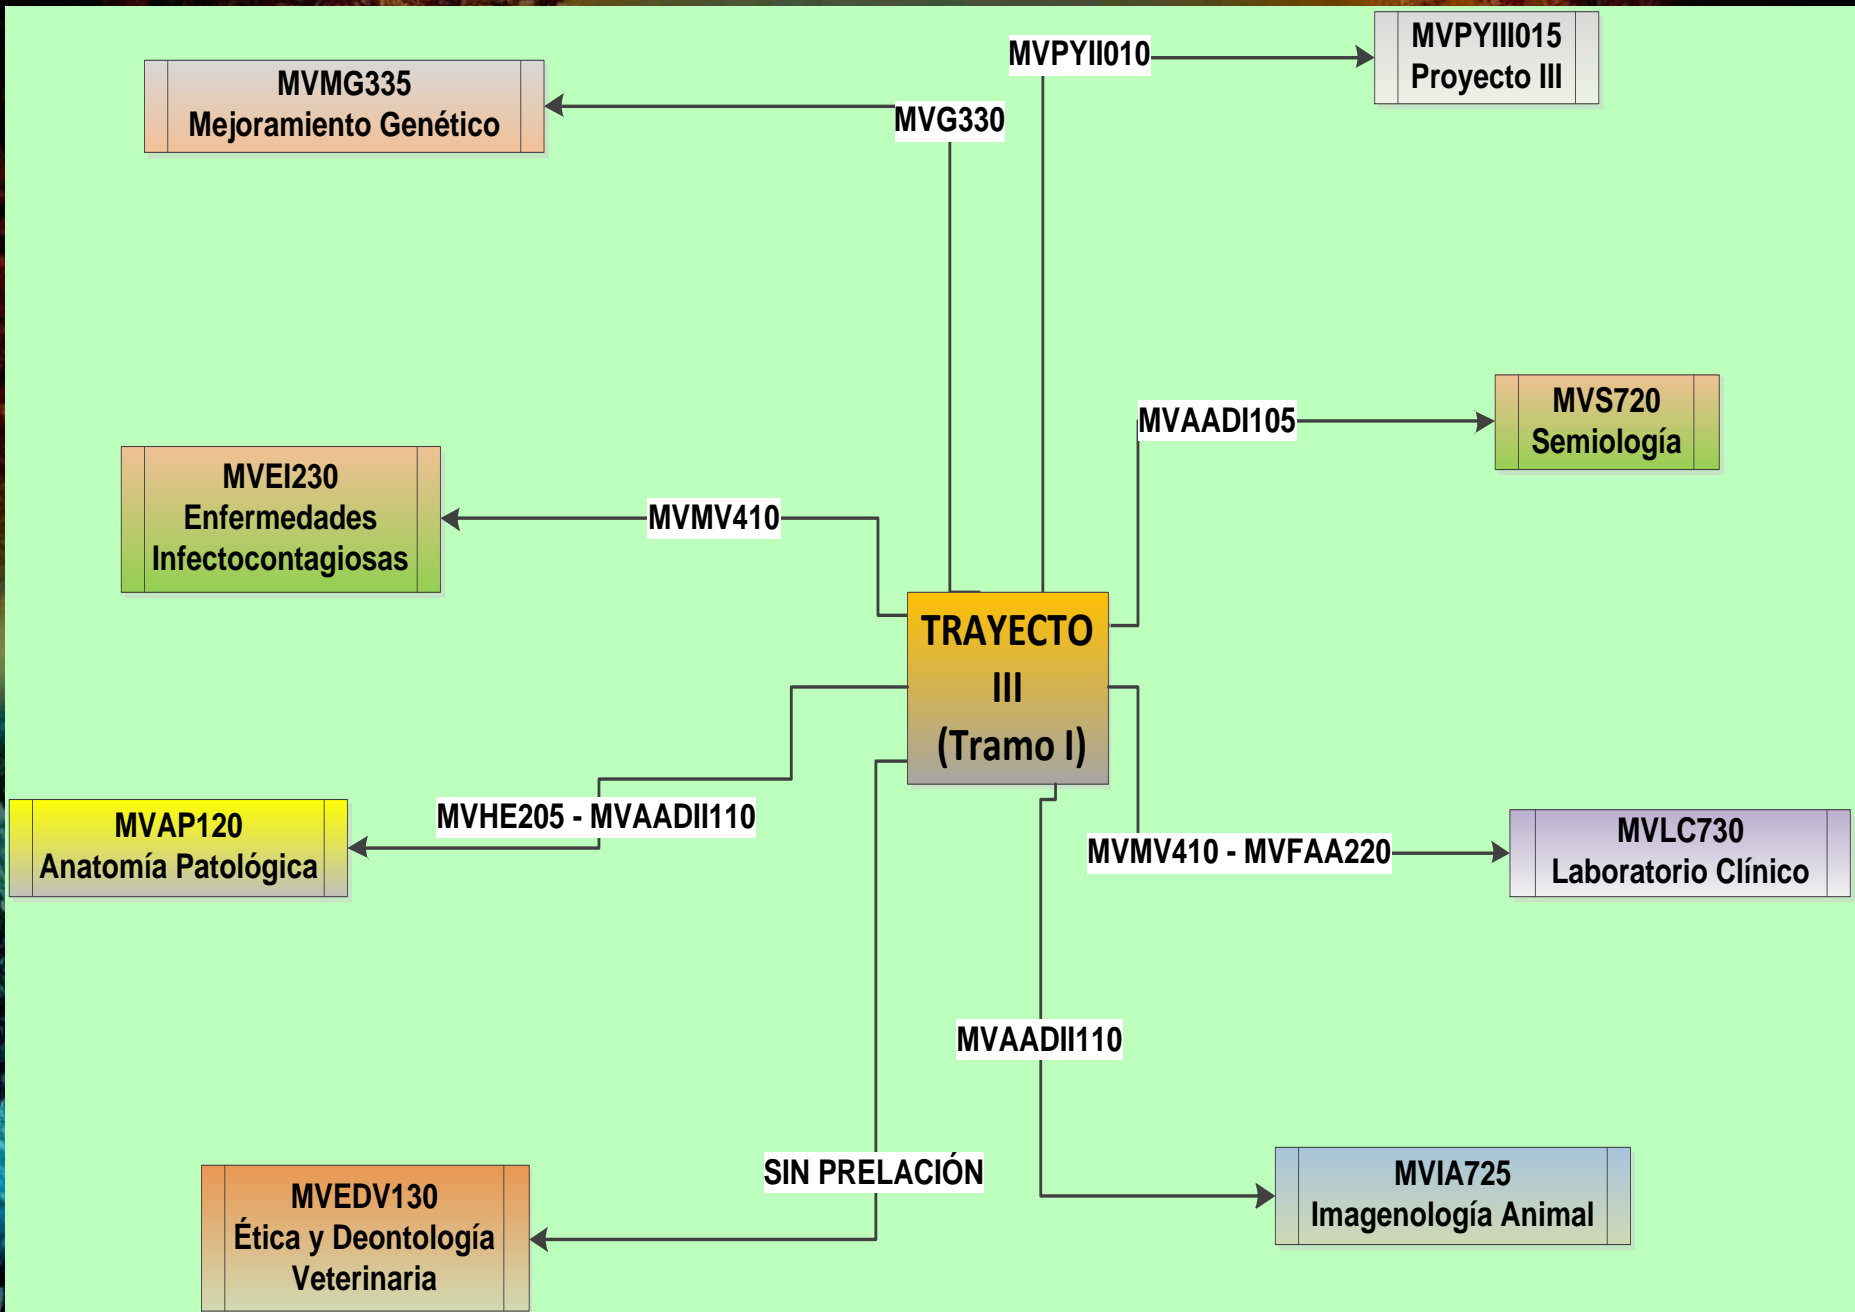 MVPYII010
MVPYIII015
Proyecto III
MVMG335
Mejoramiento Genético
MVG330
MVAADI105
MVS720
Semiología
MVEI230
Enfermedades
Infectocontagiosas
MVMV410
TRAYECTO
III
(Tramo I)
MVAP120
Anatomía Patológica
MVHE205 - MVAADII110
MVMV410 - MVFAA220
MVLC730
Laboratorio Clínico
MVAADII110
SIN PRELACIÓN
MVEDV130
Ética y Deontología
Veterinaria
MVIA725
Imagenología Animal